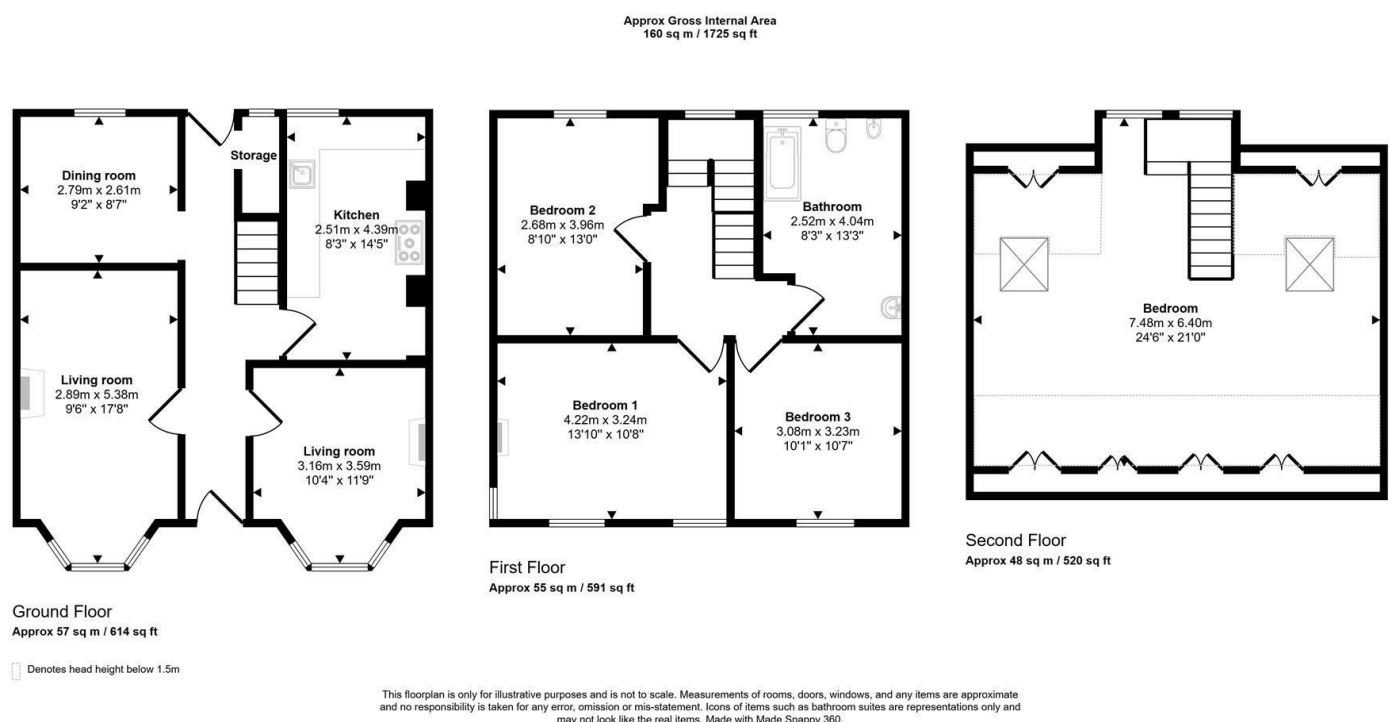 Approx Gross Internal Area
160 sq m / 1725 sq ft
Dining room
2.79m x 2.61m
9'2" x 8'7"
Storage
Kitchen
2.51m x 4.39m
8'3" x 14'5"
Living room
2.89m x 5.38m
9'6" x 17'8"
Living room
3.16m x 3.59m
10'4" x 11'9"
Ground Floor
Approx 57 sq m / 614 sq ft
Denotes head height below 1.5m
Bedroom 2
2.68m x 3.96m
8'10" x 13'0"
Bathroom
2.52m x 4.04m
8'3" x 13'3"
Bedroom 1
4.22m x 3.24m
13'10" x 10'8"
Bedroom 3
3.08m x 3.23m
10'1" x 10'7"
First Floor
Approx 55 sq m / 591 sq ft
Bedroom
7.48m x 6.40m
24'6" x 21'0"
Second Floor
Approx 48 sq m / 520 sq ft
This floorplan is only for illustrative purposes and is not to scale. Measurements of rooms, doors, windows, and any items are approximate
and no responsibility is taken for any error, omission or mis-statement. Icons of items such as bathroom suites are representations only and
may not look like the real items. Made with Made Snappy 360.